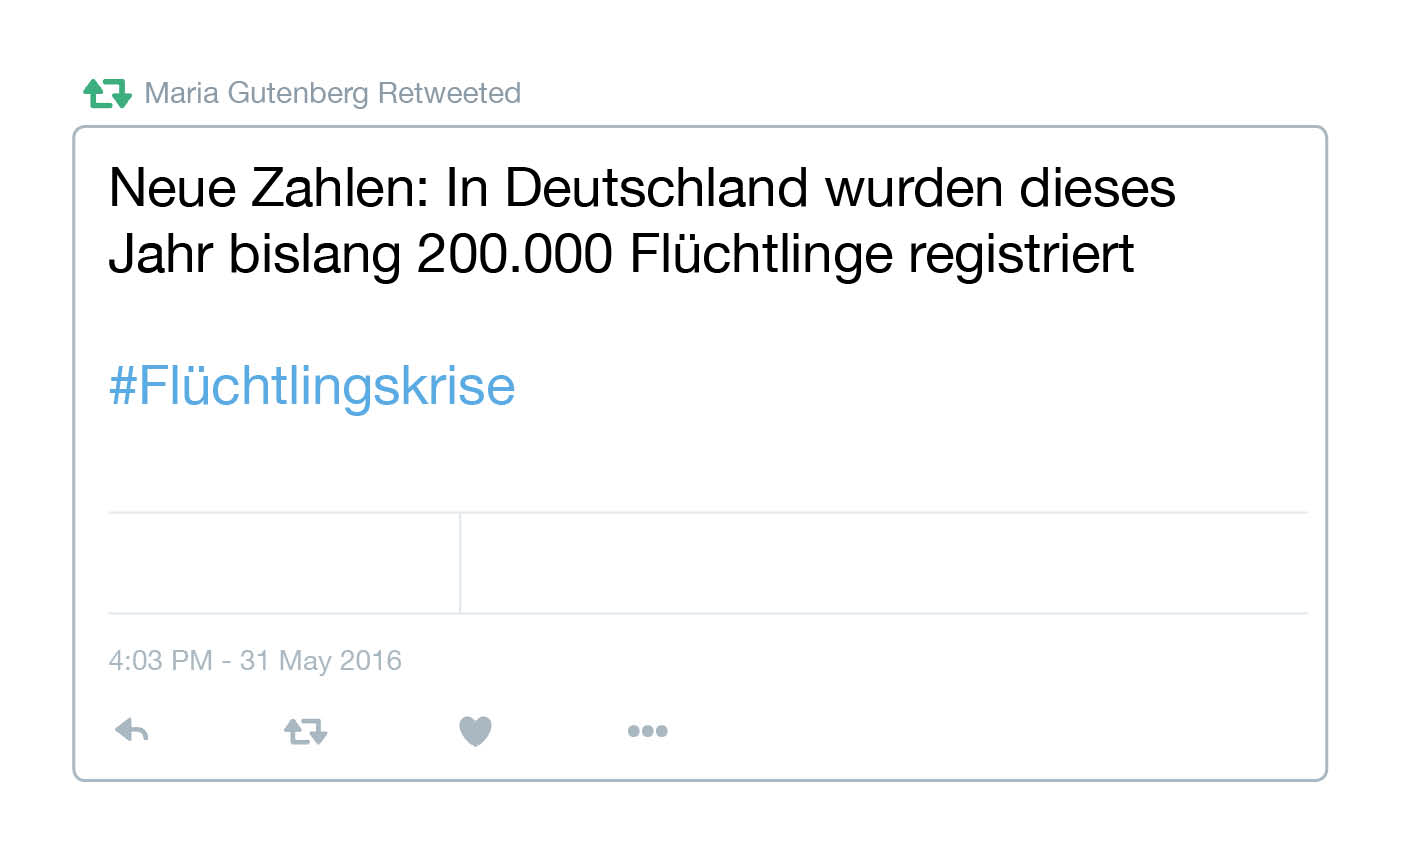 Maria Gutenberg Retweeted
Neue Zahlen: In Deutschland wurden dieses
Jahr bislang 200.000 Flüchtlinge registriert
#Flüchtlingskrise
4:03 PM - 31 May 2016